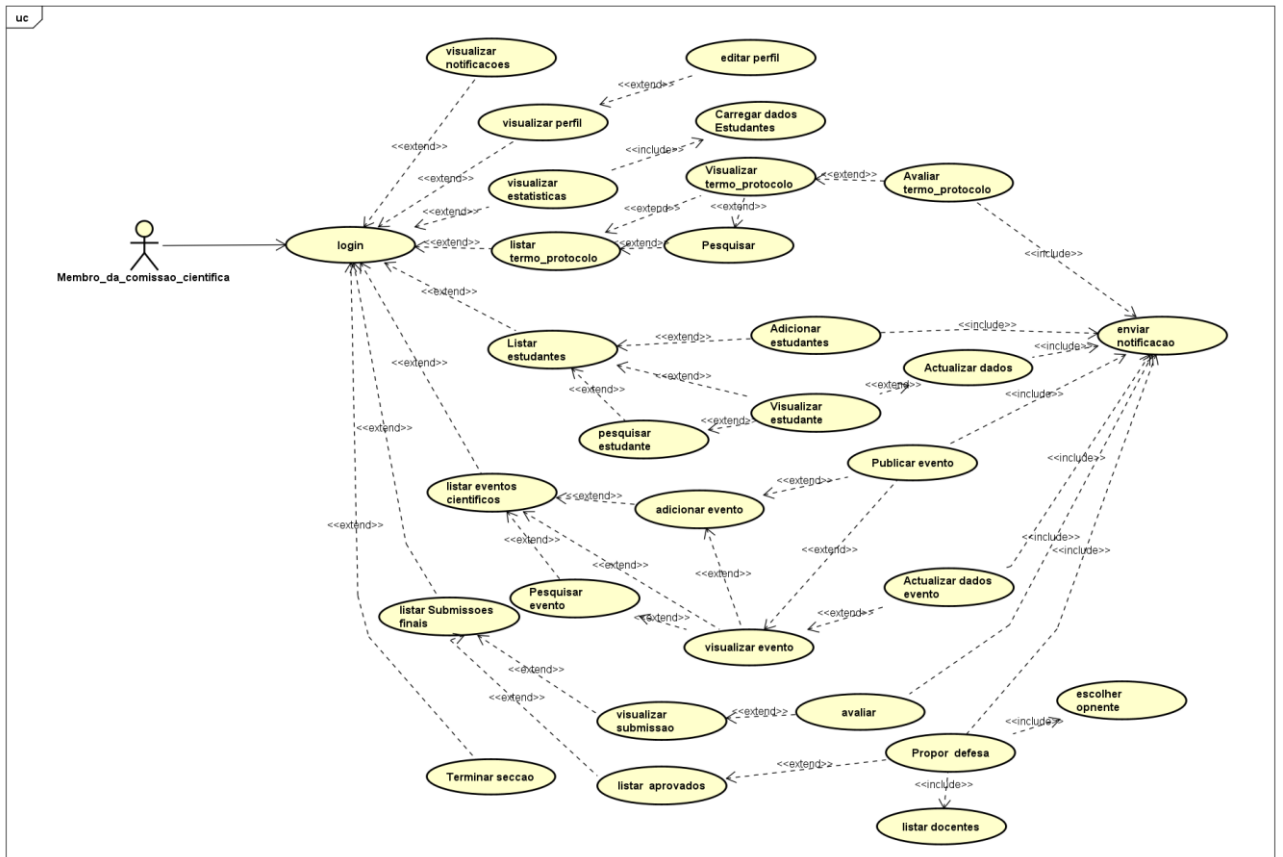 uc
visualizar
notificacoes
editar perfil
<<extend>>
visualizar perfil
Carregar dados
Estudantes
<<extend>>
<<include>>
visualizar
estatisticas
Visualizar
termo_protocolo
<<extend>>
Avaliar
termo_protocolo
<<extend>>
<<extend>>
<<extend>>
<<extend>>
login
<<extend>>
listar
termo_protocolo
<<extend>>
Pesquisar
<<include>>
Membro_da_comissao_cientifica
<<extend>>
Listar
estudantes
<<extend>>
Adicionar
estudantes
<<include>>
enviar
notificacao
<<include>>
<<extend>>
<<extend>>
<<extend>>
Actualizar dados
<<include>>
Visualizar
estudante
<<extend>>
pesquisar
estudante
<<extend>>
<<extend>>
Publicar evento
<<include>>
listar eventos
cientificos
<<extend>>
<<extend>>
adicionar evento
<<extend>>
<<extend>>
<<include>>
<<extend>>
<<include>>
<<extend>>
<<extend>>
<<extend>>
Actualizar dados
evento
Pesquisar
evento
listar Submissoes
finais
<<extend>>
<<extend>>
visualizar evento
<<extend>>
<<extend>>
visualizar
submissao
<<extend>>
avaliar
escolher
opnente
<<include>>
Propor defesa
<<extend>>
Terminar seccao
listar aprovados
<<include>>
listar docentes